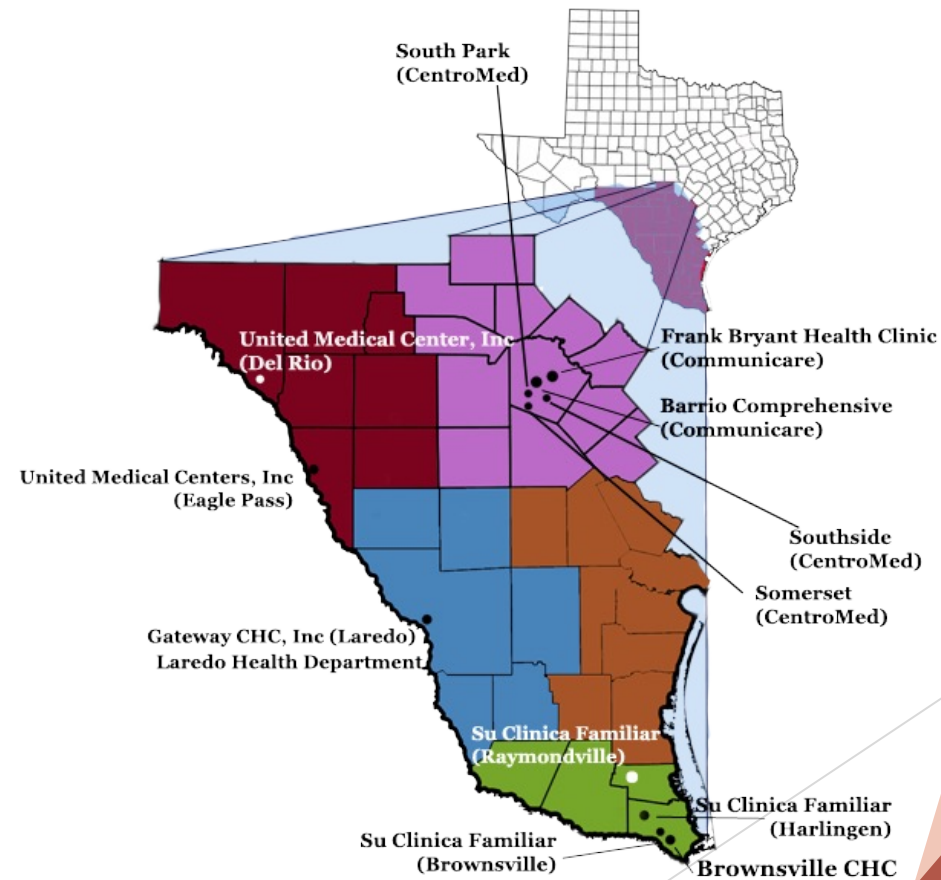 South Park
(CentroMed)
United Medical Center, Inc
(Del Rio)
Frank Bryant Health Clinic
(Communicare)
Barrio Comprehensive
(Communicare)
United Medical Centers, Inc
(Eagle Pass)
Southside
(CentroMed)
Somerset
(CentroMed)
Gateway CHC, Inc (Laredo)
Laredo Health Department
Su Clinica Familiar
(Raymondville)
Su Clinica Familiar
(Harlingen)
Su Clinica Familiar
(Brownsville)
Brownsville CHC